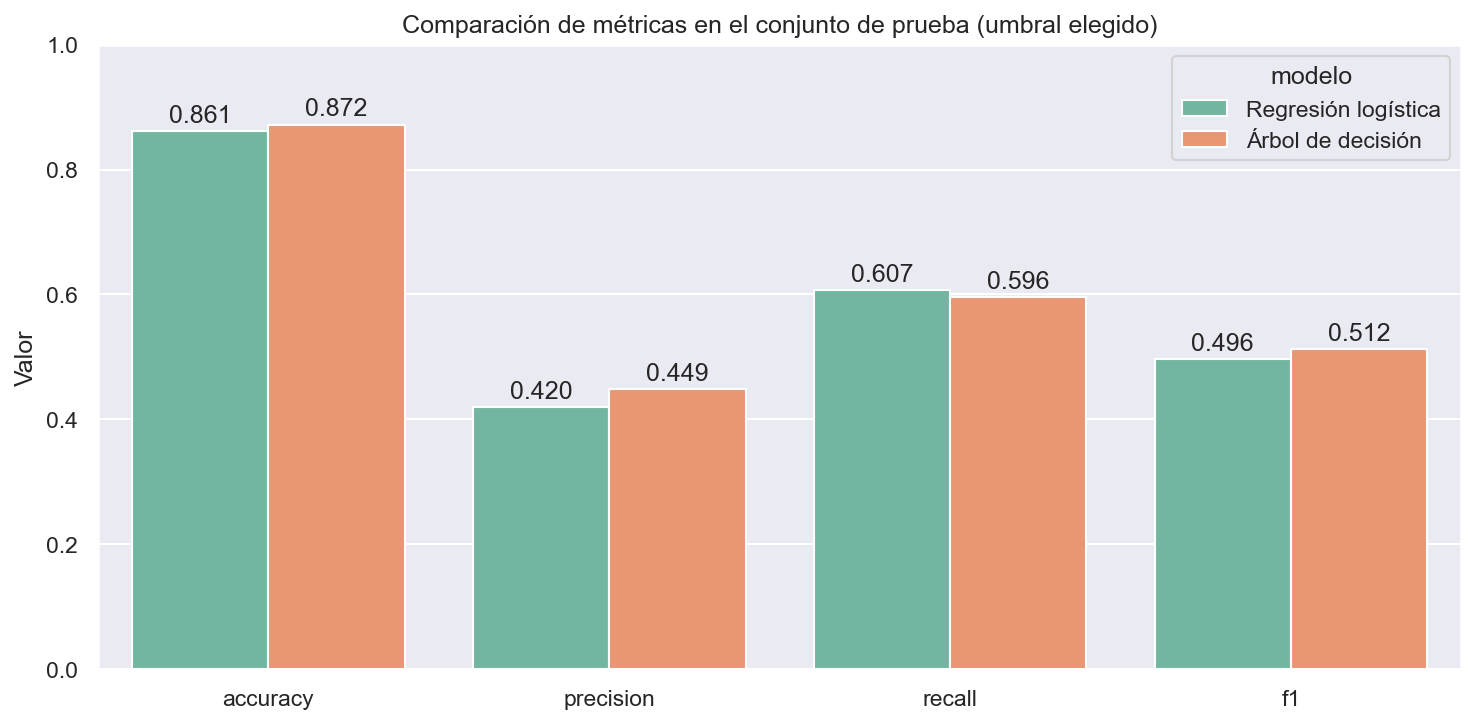 Comparación de métricas en el conjunto de prueba (umbral elegido)
modelo
Regresión logística
Árbol de decisión
Valor
1.0
0.8
0.6
0.4
0.2
0.0
0.861
0.872
0.420
0.449
0.607
0.596
0.496
0.512
accuracy
precision
recall
f1